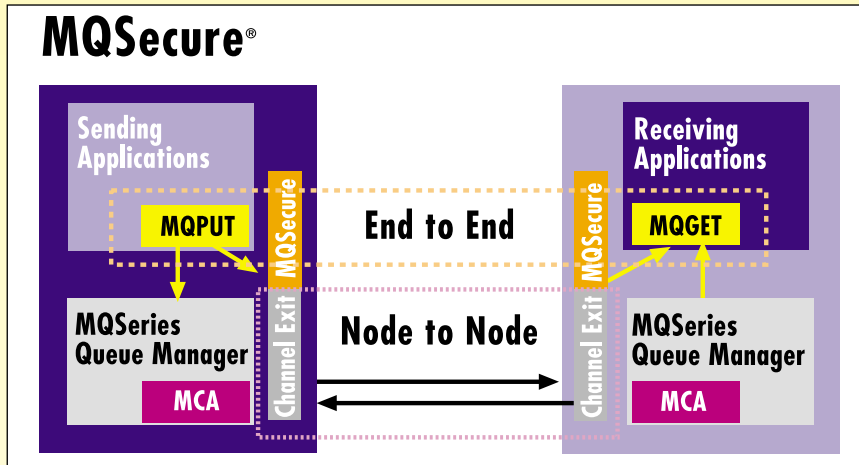 MQSecure®
Sending
Applications
MQPUT
MQSeries
Queue Manager
MCA
MQSecure
Channel Exit
End to End
Node to Node
MQSecure
Channel Exit
Receiving
Applications
MQGET
MQSeries
Queue Manager
MCA